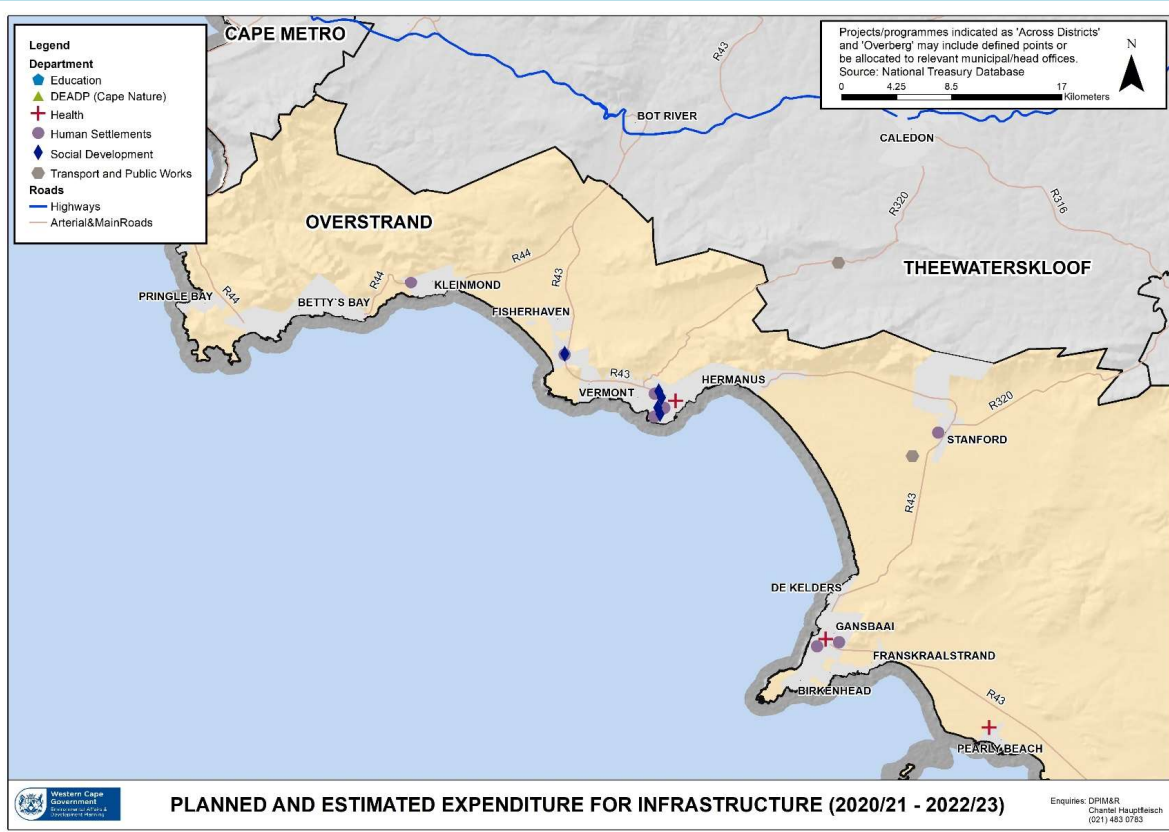 Legend
Department
Education
DEADP (Cape Nature)
Health
Human Settlements
Social Development
Transport and Public Works
Roads
Highways
Arterial&MainRoads
Projects/programmes indicated as 'Across Districts'
and 'Overberg' may include defined points or
be allocated to relevant municipal/head offices.
Source: National Treasury Database
0 4.25 8.5 17
Kilometers
N
CAPE METRO
R43
BOT RIVER
CALEDON
R320
R316
OVERSTRAND
THEEWATERSKLOOF
R44
R43
R44
KLEINMOND
PRINGLE BAY
R44
BETTY`S BAY
FISHERHAVEN
R43
HERMANUS
VERMONT
R320
STANFORD
R43
DE KELDERS
GANSBAAI
FRANSKRAALSTRAND
BIRKENHEAD
R43
PEARLY BEACH
Western Cape
Government
Environmental Affairs &
Development Planning
PLANNED AND ESTIMATED EXPENDITURE FOR INFRASTRUCTURE (2020/21 - 2022/23)
Enquiries: DPIM&R
Chantel Hauptfleisch
(021) 483 0783